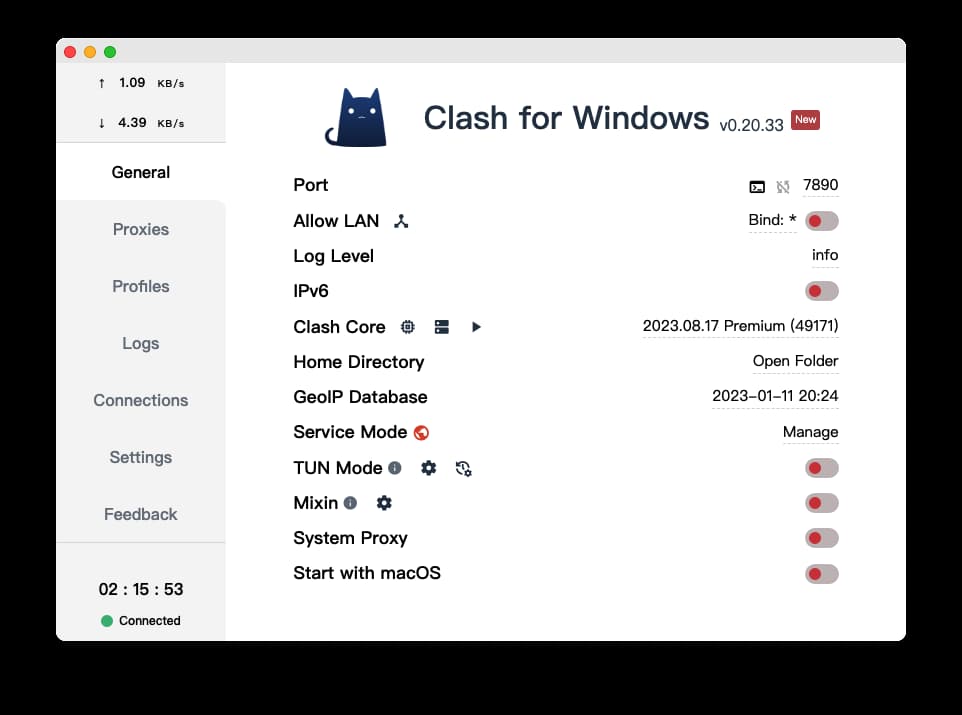 ↑ 1.09 KB/s
↓ 4.39 KB/s
General
Proxies
Profiles
Logs
Connections
Settings
Feedback
02 : 15 : 53
Connected
Clash for Windows v0.20.33 New
Port 7890
Allow LAN Bind: *
Log Level info
IPv6
Clash Core 2023.08.17 Premium (49171)
Home Directory Open Folder
GeoIP Database 2023-01-11 20:24
Service Mode Manage
TUN Mode
Mixin
System Proxy
Start with macOS